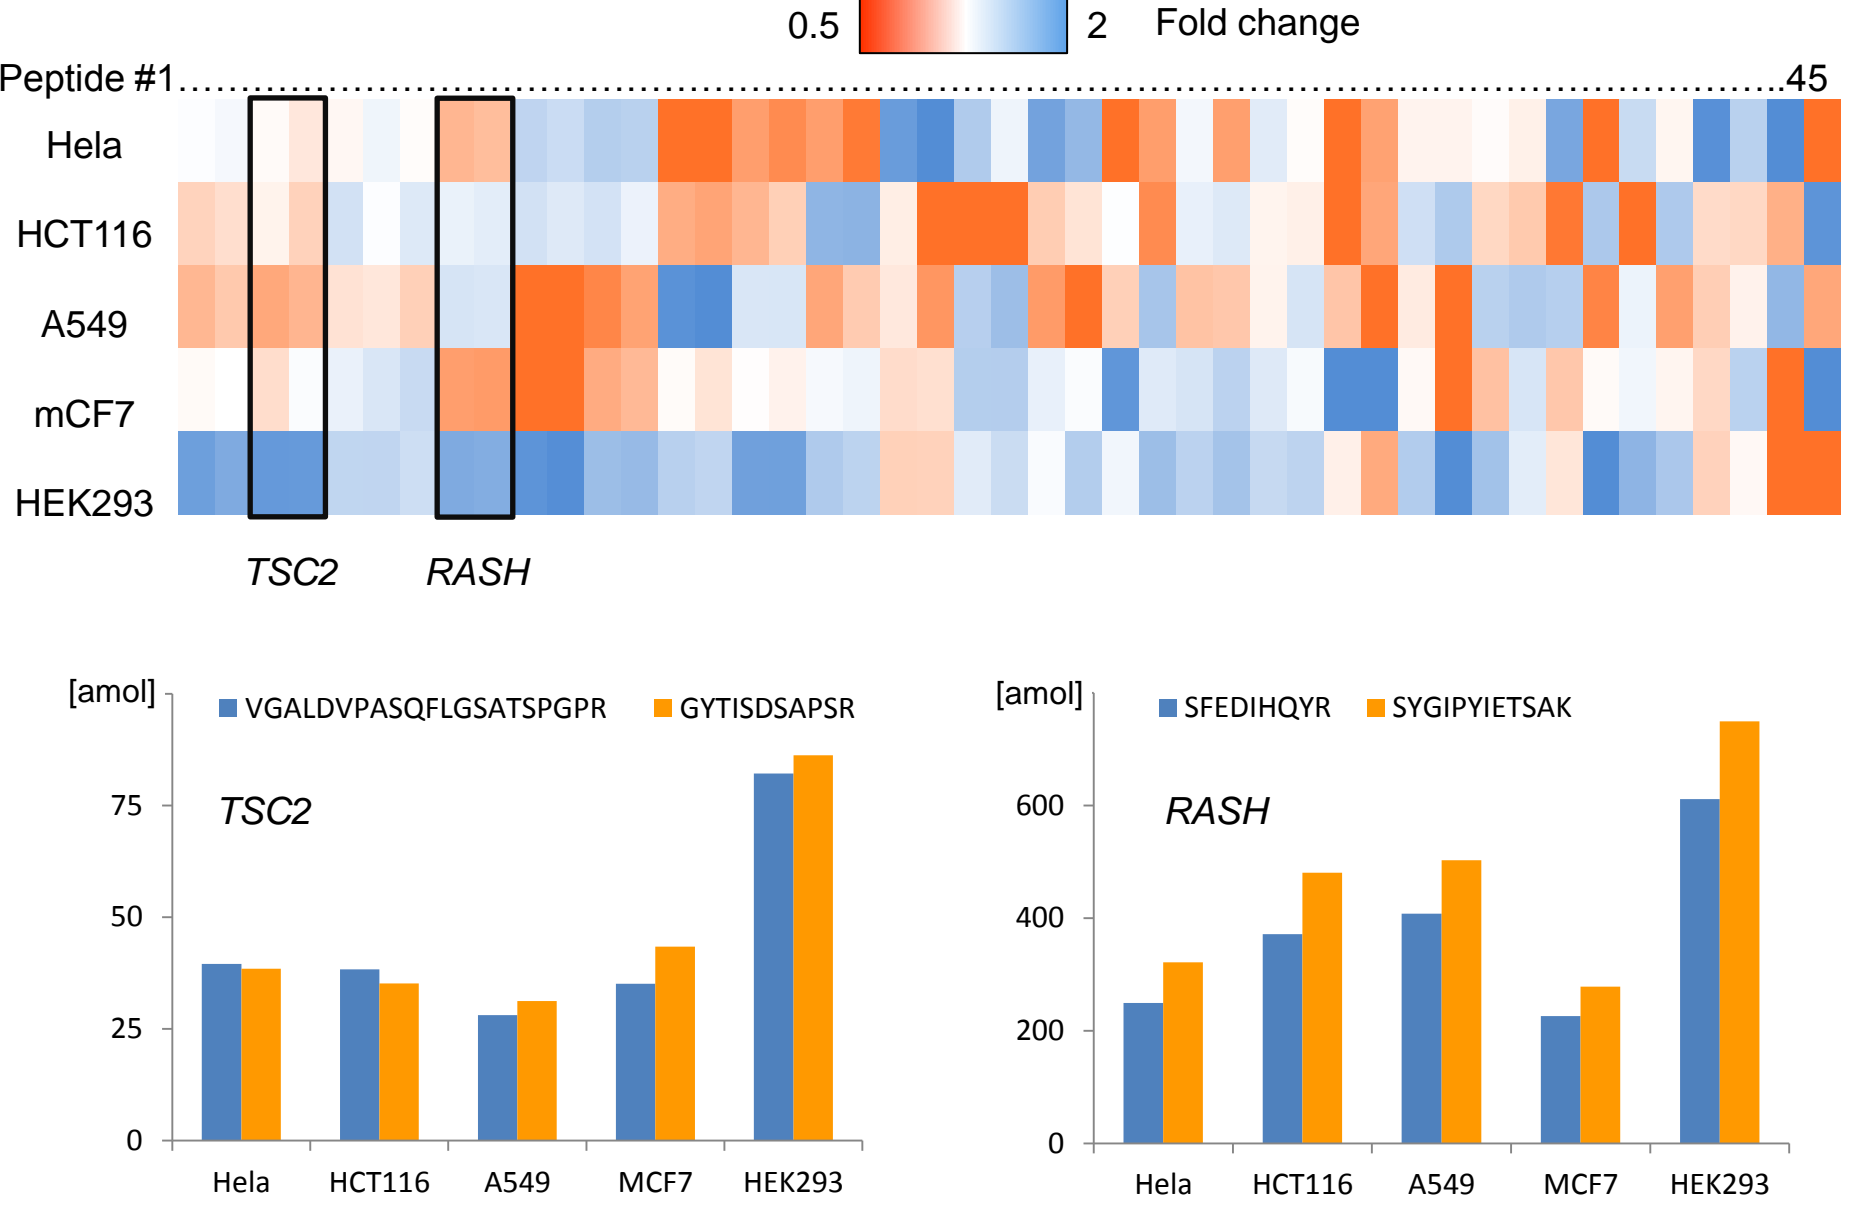 0.5 2 Fold change
Peptide #1 45
Hela
HCT116
A549
mCF7
HEK293
TSC2 RASH
[amol] VGALDVPASQFLGSATSPGPR GYTISDSAPSR
TSC2
75
50
25
0
Hela HCT116 A549 MCF7 HEK293
[amol] SFEDIHQYR SYGIPYIETSAK
RASH
600
400
200
0
Hela HCT116 A549 MCF7 HEK293